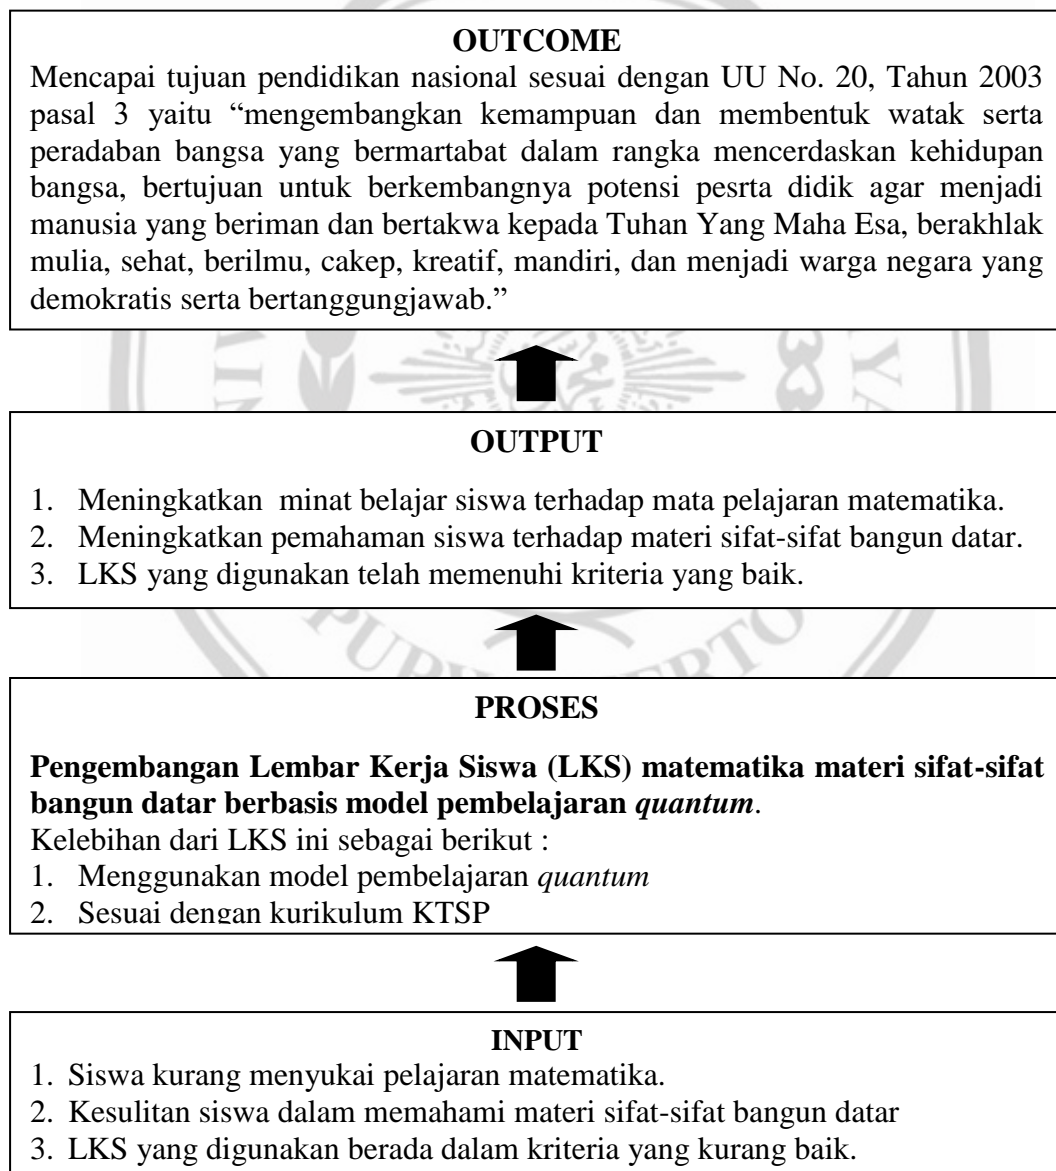 OUTCOME
Mencapai tujuan pendidikan nasional sesuai dengan UU No. 20, Tahun 2003
pasal 3 yaitu “mengembangkan kemampuan dan membentuk watak serta
peradaban bangsa yang bermartabat dalam rangka mencerdaskan kehidupan
bangsa, bertujuan untuk berkembangnya potensi pesrta didik agar menjadi
manusia yang beriman dan bertakwa kepada Tuhan Yang Maha Esa, berakhlak
mulia, sehat, berilmu, cakep, kreatif, mandiri, dan menjadi warga negara yang
demokratis serta bertanggungjawab.”
OUTPUT
1. Meningkatkan minat belajar siswa terhadap mata pelajaran matematika.
2. Meningkatkan pemahaman siswa terhadap materi sifat-sifat bangun datar.
3. LKS yang digunakan telah memenuhi kriteria yang baik.
PROSES
Pengembangan Lembar Kerja Siswa (LKS) matematika materi sifat-sifat
bangun datar berbasis model pembelajaran quantum.
Kelebihan dari LKS ini sebagai berikut :
1. Menggunakan model pembelajaran quantum
2. Sesuai dengan kurikulum KTSP
INPUT
1. Siswa kurang menyukai pelajaran matematika.
2. Kesulitan siswa dalam memahami materi sifat-sifat bangun datar
3. LKS yang digunakan berada dalam kriteria yang kurang baik.